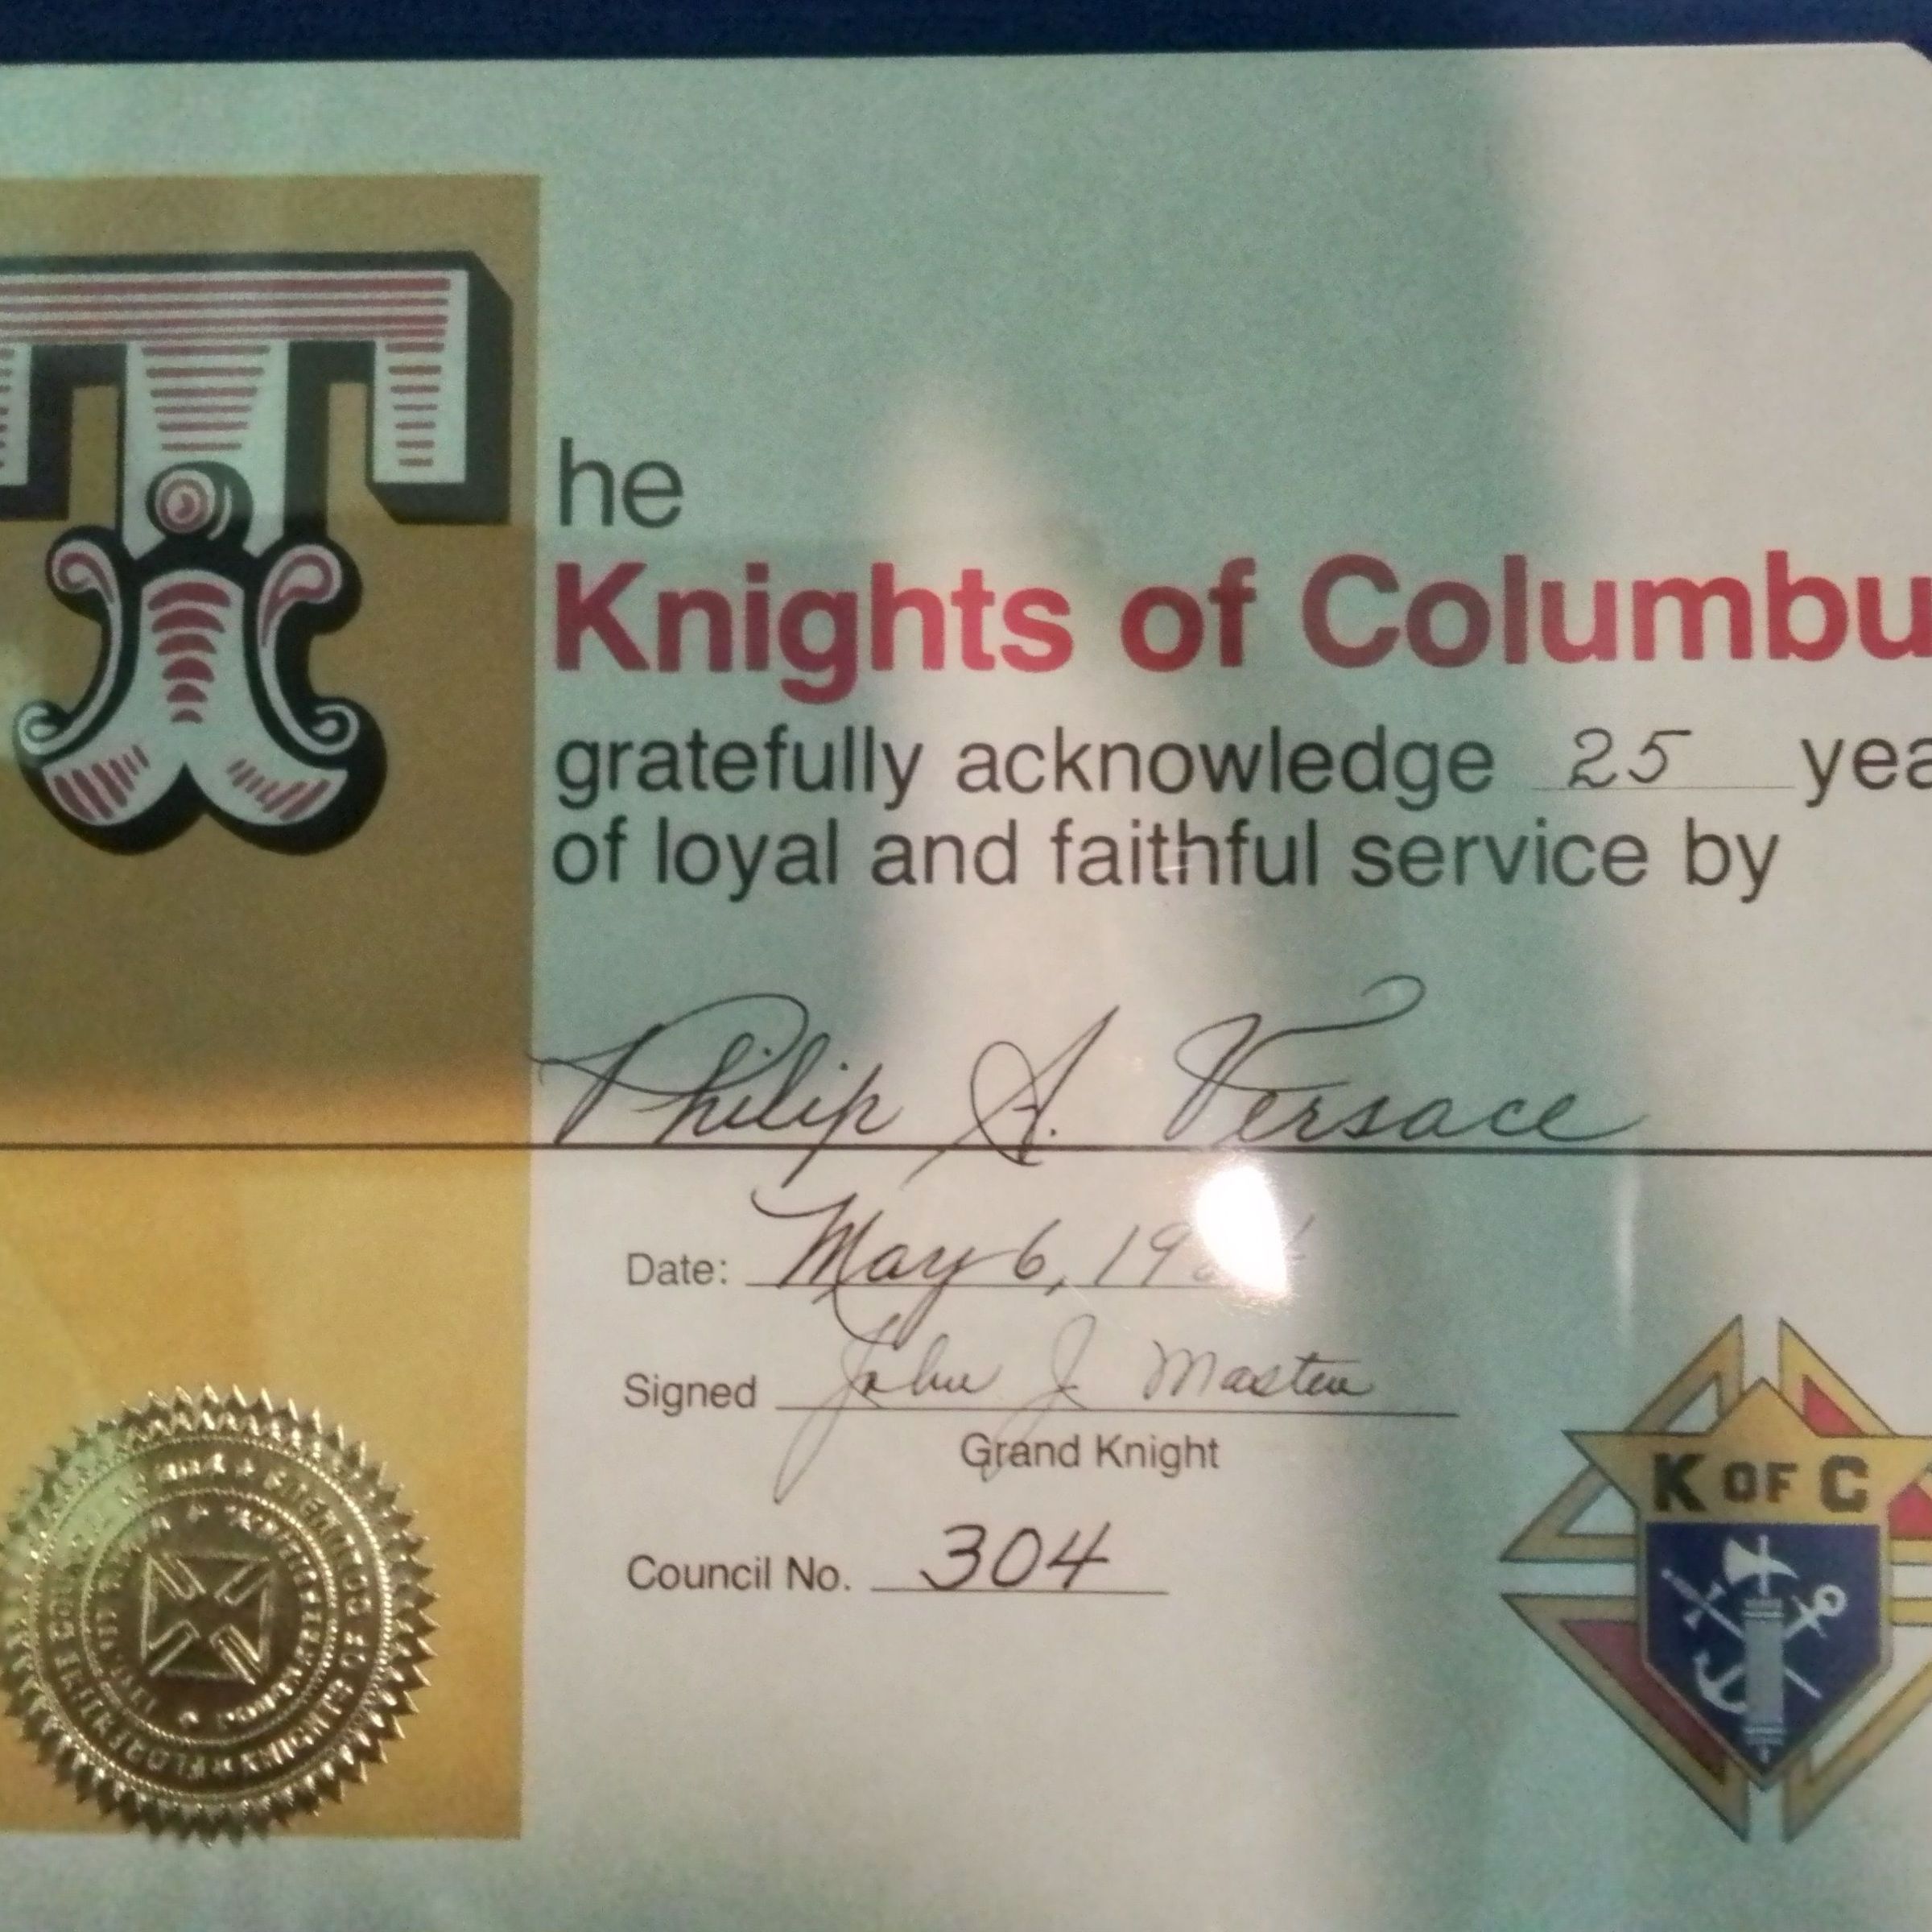 The
Knights of Columbu
gratefully acknowledge 25 yea
of loyal and faithful service by
Philip A. Versace
Date: May 6, 19
Signed John J Masten
Grand Knight
Council No. 304
K OF C